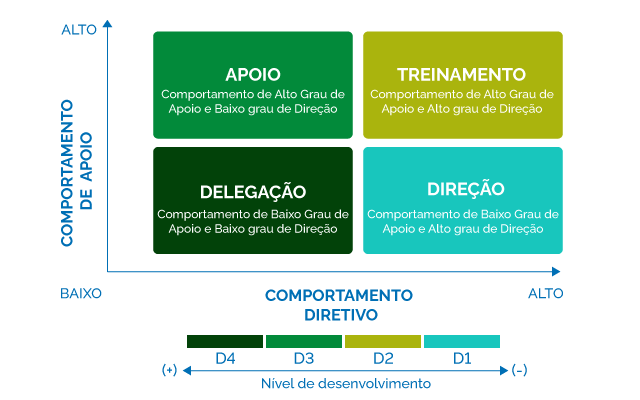 ALTO
COMPORTAMENTO
DE APOIO
APOIO
Comportamento de Alto Grau de
Apoio e Baixo grau de Direção
TREINAMENTO
Comportamento de Alto Grau de
Apoio e Alto grau de Direção
DELEGAÇÃO
Comportamento de Baixo Grau de
Apoio e Baixo grau de Direção
DIREÇÃO
Comportamento de Baixo Grau de
Apoio e Alto grau de Direção
BAIXO
COMPORTAMENTO
DIRETIVO
ALTO
D4 D3 D2 D1
(+) (-)
Nível de desenvolvimento